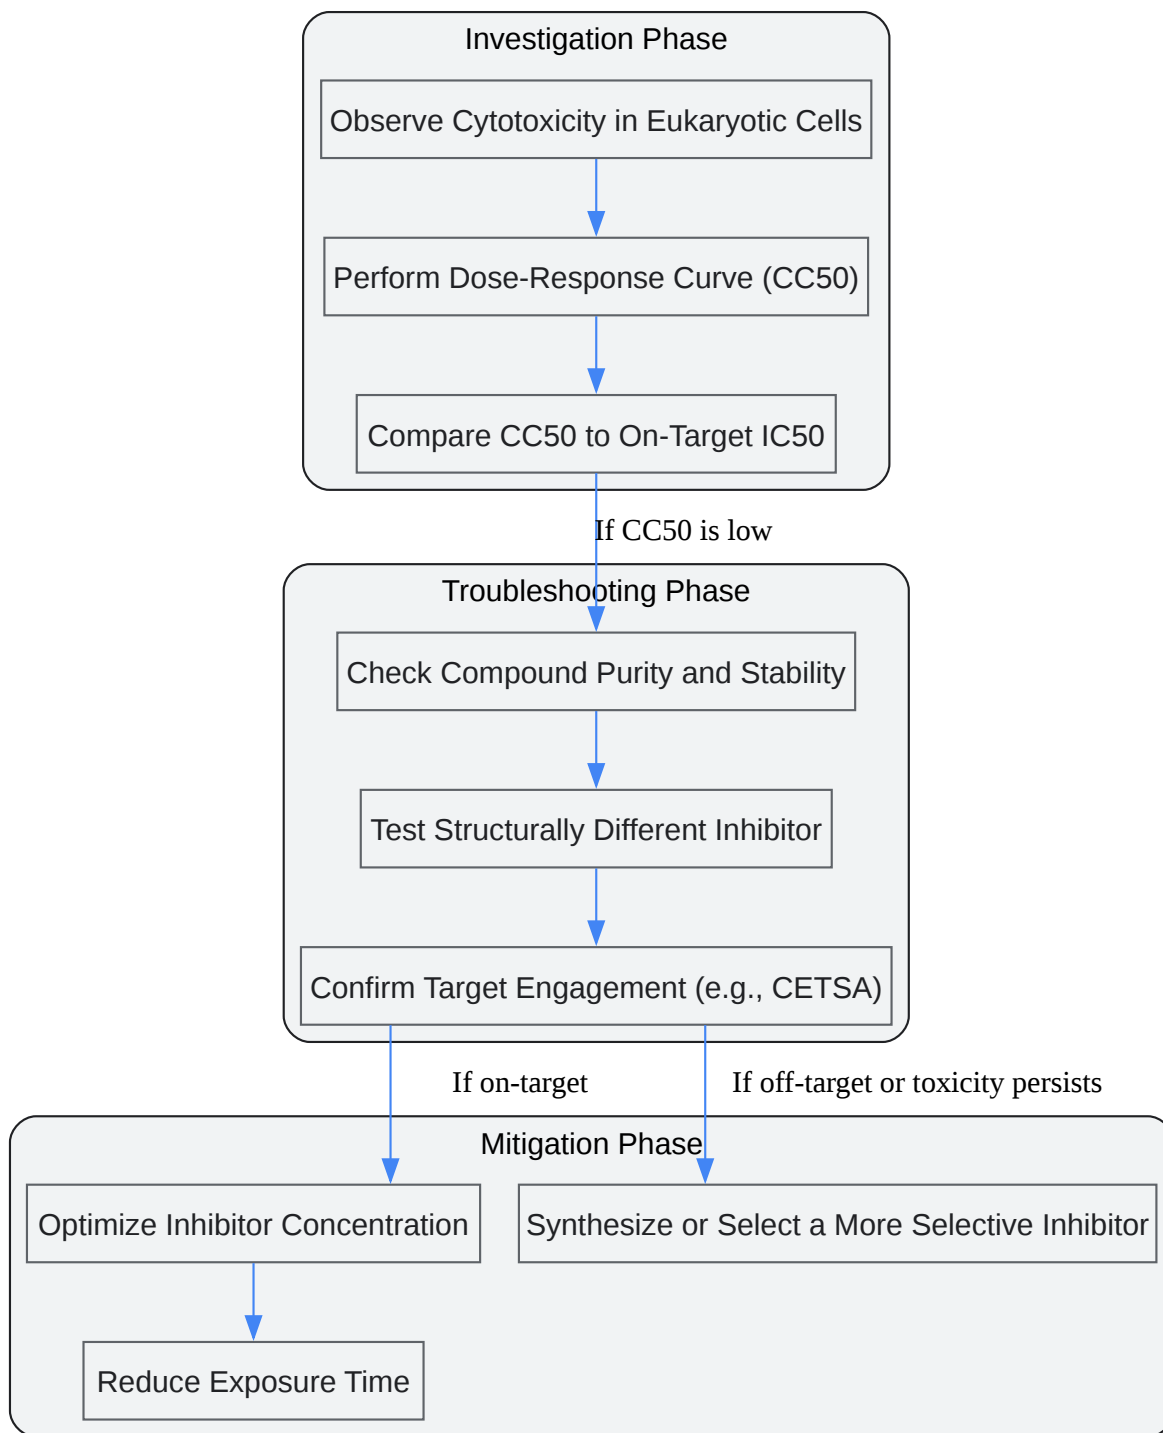 Investigation Phase
Observe Cytotoxicity in Eukaryotic Cells
Perform Dose-Response Curve (CC50)
Compare CC50 to On-Target IC50
If CC50 is low
Troubleshooting Phase
Check Compound Purity and Stability
Test Structurally Different Inhibitor
Confirm Target Engagement (e.g., CETSA)
If on-target
If off-target or toxicity persists
Mitigation Phase
Optimize Inhibitor Concentration
Synthesize or Select a More Selective Inhibitor
Reduce Exposure Time